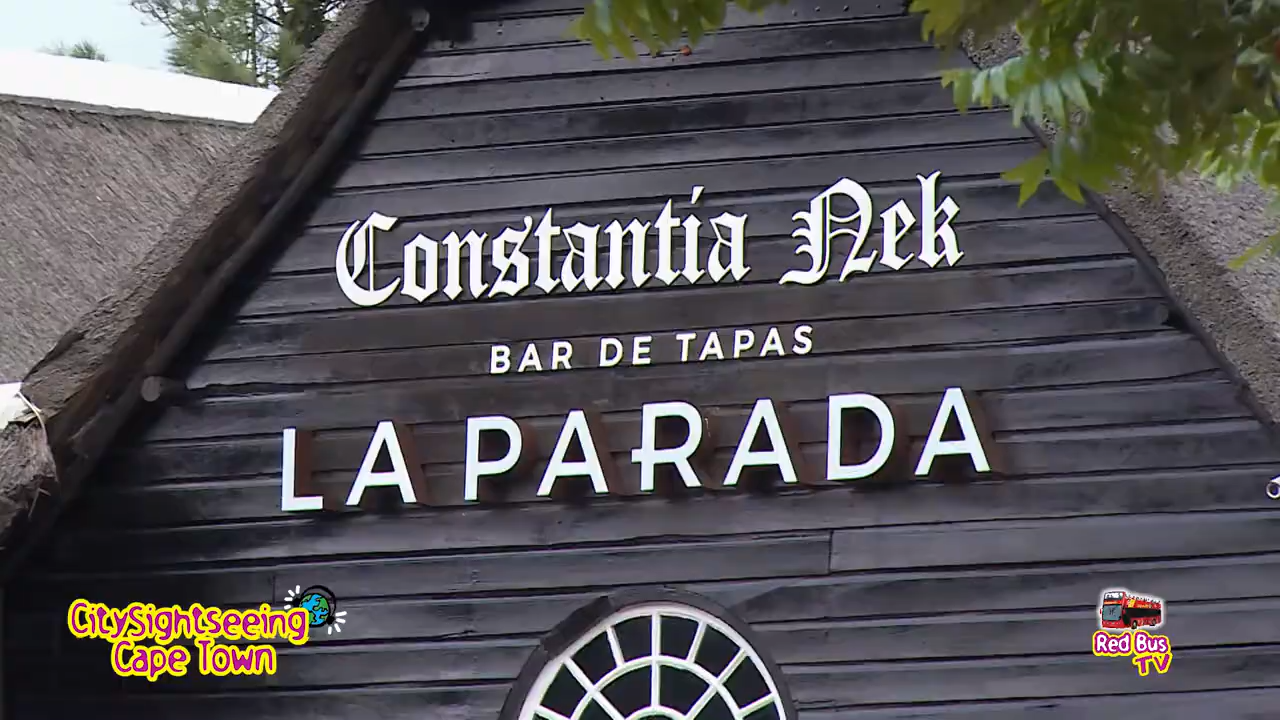 Constantia Nek
BAR DE TAPAS
LA PARADA
CitySightseeing
Cape Town
Red Bus
TV